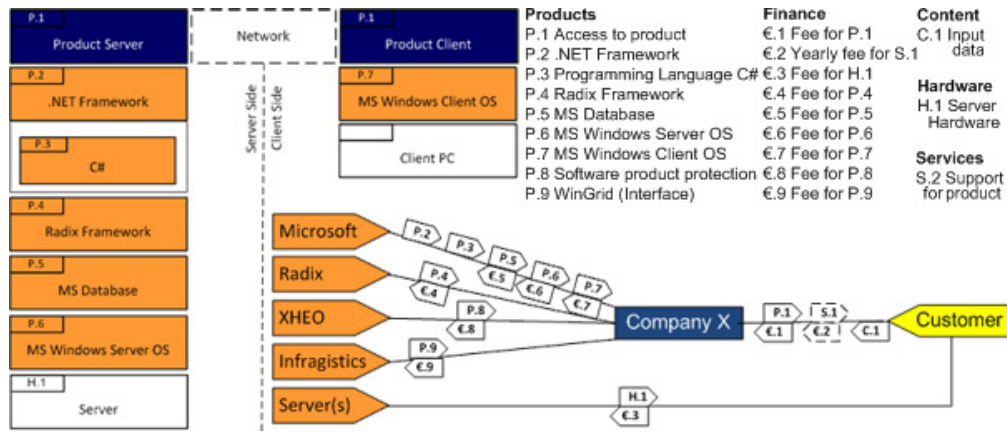 P.1
Product Server
P.2
.NET Framework
P.3
C#
P.4
Radix Framework
P.5
MS Database
P.6
MS Windows Server OS
H.1
Server
Network
Server Side
Client Side
P.1
Product Client
P.7
MS Windows Client OS
Client PC
Products
P.1 Access to product
P.2 .NET Framework
P.3 Programming Language C#
P.4 Radix Framework
P.5 MS Database
P.6 MS Windows Server OS
P.7 MS Windows Client OS
P.8 Software product protection
P.9 WinGrid (Interface)
Finance
€.1 Fee for P.1
€.2 Yearly fee for S.1
€.3 Fee for H.1
€.4 Fee for P.4
€.5 Fee for P.5
€.6 Fee for P.6
€.7 Fee for P.7
€.8 Fee for P.8
€.9 Fee for P.9
Content
C.1 Input
data
Hardware
H.1 Server
Hardware
Services
S.2 Support
for product
Microsoft
P.2
P.3
P.5
€.5
P.6
€.6
P.7
€.7
Radix
P.4
€.4
XHEO
P.8
€.8
Infragistics
P.9
€.9
Server(s)
H.1
€.3
Company X
P.1
€.1
S.1
€.2
C.1
Customer